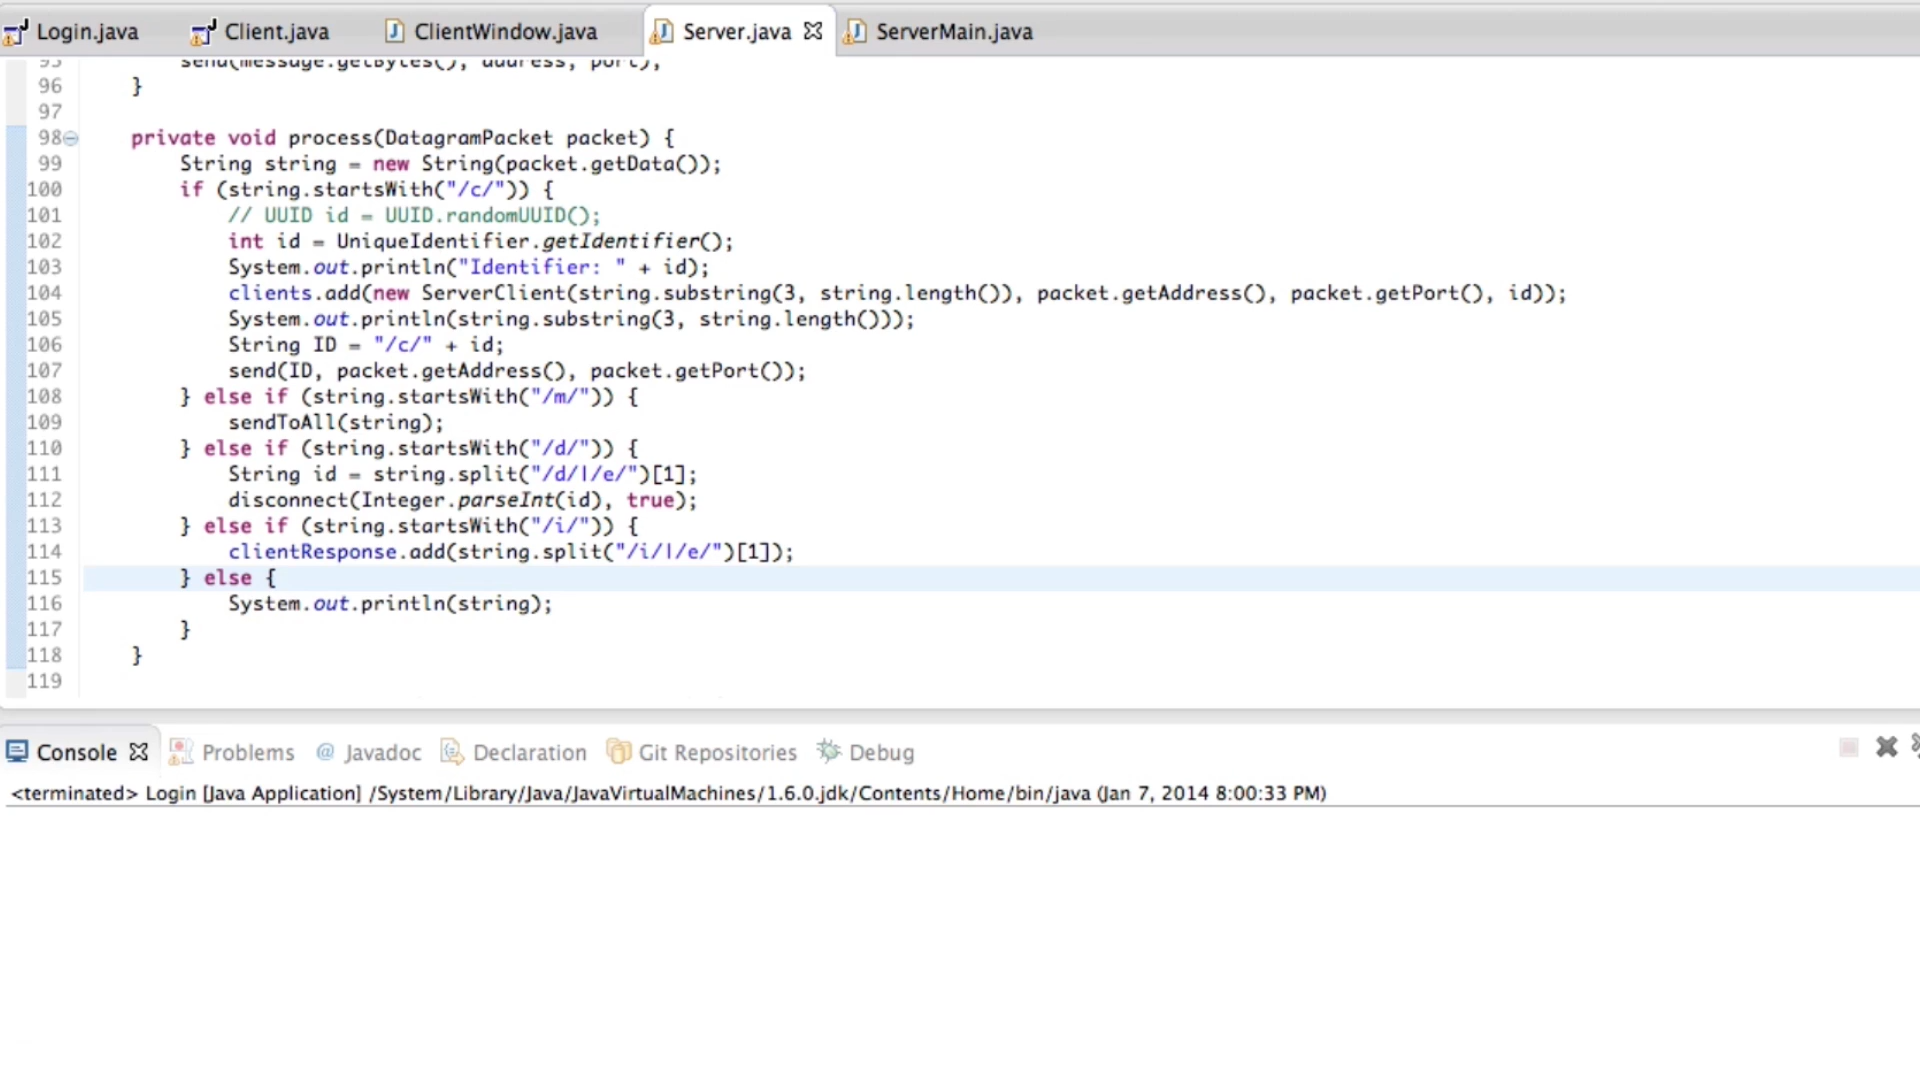 Login.java Client.java ClientWindow.java Server.java ServerMain.java
95 send(message.getBytes(), address, port);
96 }
97
98 private void process(DatagramPacket packet) {
99 String string = new String(packet.getData());
100 if (string.startsWith("/c/")) {
101 // UUID id = UUID.randomUUID();
102 int id = UniqueIdentifier.getIdentifier();
103 System.out.println("Identifier: " + id);
104 clients.add(new ServerClient(string.substring(3, string.length()), packet.getAddress(), packet.getPort(), id));
105 System.out.println(string.substring(3, string.length()));
106 String ID = "/c/" + id;
107 send(ID, packet.getAddress(), packet.getPort());
108 } else if (string.startsWith("/m/")) {
109 sendToAll(string);
110 } else if (string.startsWith("/d/")) {
111 String id = string.split("/d/|/e/")[1];
112 disconnect(Integer.parseInt(id), true);
113 } else if (string.startsWith("/i/")) {
114 clientResponse.add(string.split("/i/|/e/")[1]);
115 } else {
116 System.out.println(string);
117 }
118 }
119
Console Problems @ Javadoc Declaration Git Repositories Debug
<terminated> Login [Java Application] /System/Library/Java/JavaVirtualMachines/1.6.0.jdk/Contents/Home/bin/java (Jan 7, 2014 8:00:33 PM)